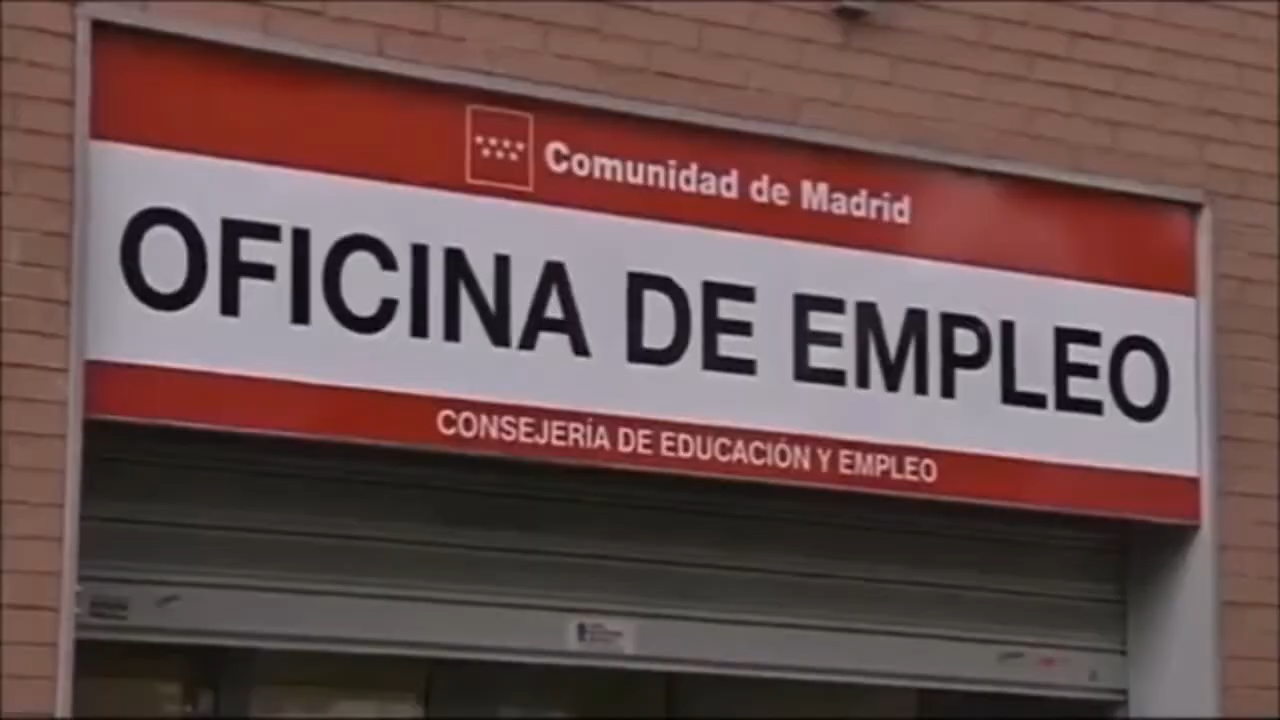 Comunidad de Madrid
OFICINA DE EMPLEO
CONSEJERÍA DE EDUCACIÓN Y EMPLEO